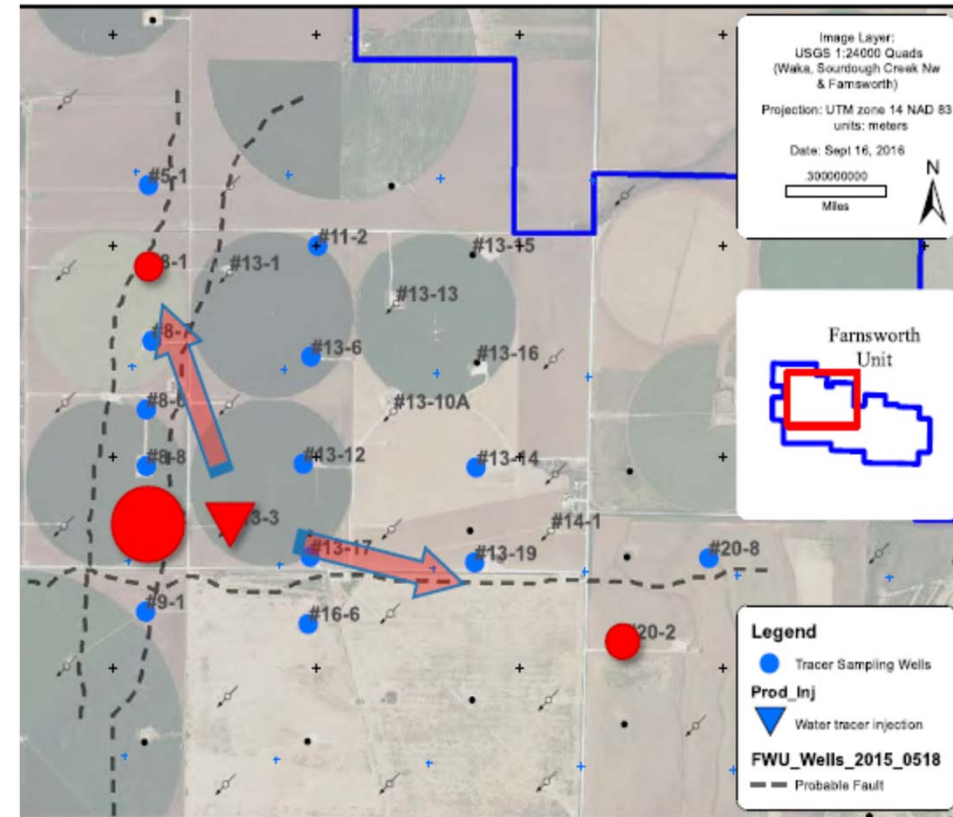 Image Layer:
USGS 1:24000 Quads
(Waka, Sourdough Creek Nw
& Farnsworth)
Projection: UTM zone 14 NAD 83
units: meters
Date: Sept 16, 2016
300000000
Miles
N
#5-1
#11-2
#13-15
8-1
#13-1
#13-13
#8-7
#13-6
#13-16
#13-10A
#8-8
#13-12
#13-14
13-3
#14-1
#13-17
#13-19
#20-8
#9-1
#16-6
20-2
Farnsworth
Unit
Legend
Tracer Sampling Wells
Prod_Inj
Water tracer injection
FWU_Wells_2015_0518
Probable Fault